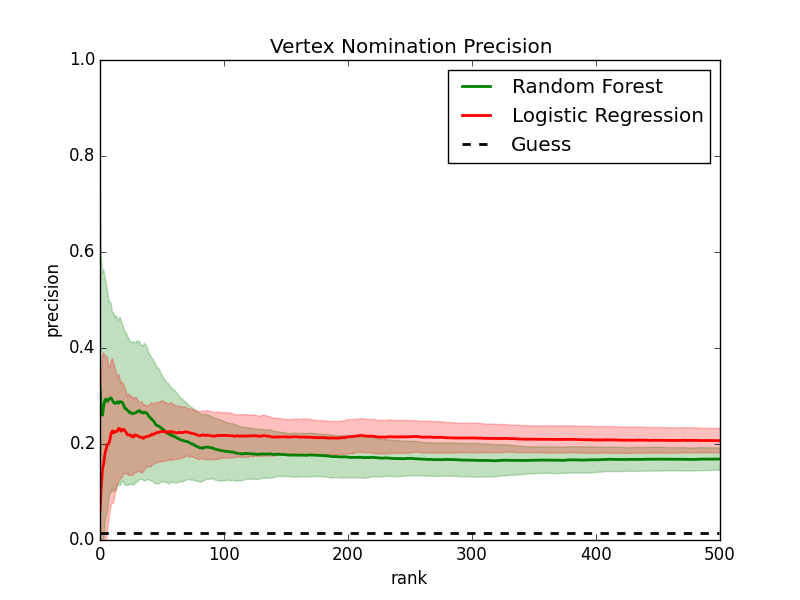 Vertex Nomination Precision
1.0
0.8
0.6
0.4
0.2
0.0
precision
Random Forest
Logistic Regression
Guess
0
100
200
300
400
500
rank